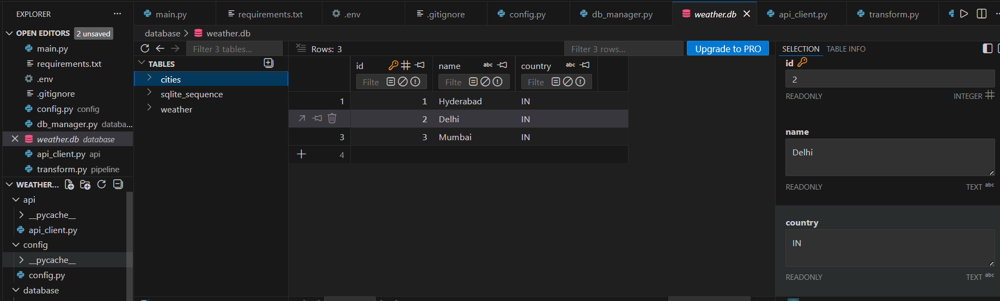 EXPLORER
main.py
requirements.txt
.env
.gitignore
config.py
db_manager.py
weather.db
api_client.py
transform.py
OPEN EDITORS 2 unsaved
main.py
requirements.txt
.env
.gitignore
config.py config
db_manager.py databa...
weather.db database
api_client.py api
transform.py pipeline
WEATHER...
api
__pycache__
api_client.py
config
__pycache__
config.py
database
database > weather.db
Filter 3 tables...
TABLES
cities
sqlite_sequence
weather
Rows: 3
Filter 3 rows...
Upgrade to PRO
id name abc country abc
Filte Filte Filte
1 1 Hyderabad IN
2 Delhi IN
3 3 Mumbai IN
4
SELECTION TABLE INFO
id
2
READONLY INTEGER
name
Delhi
READONLY TEXT abc
country
IN
READONLY TEXT abc